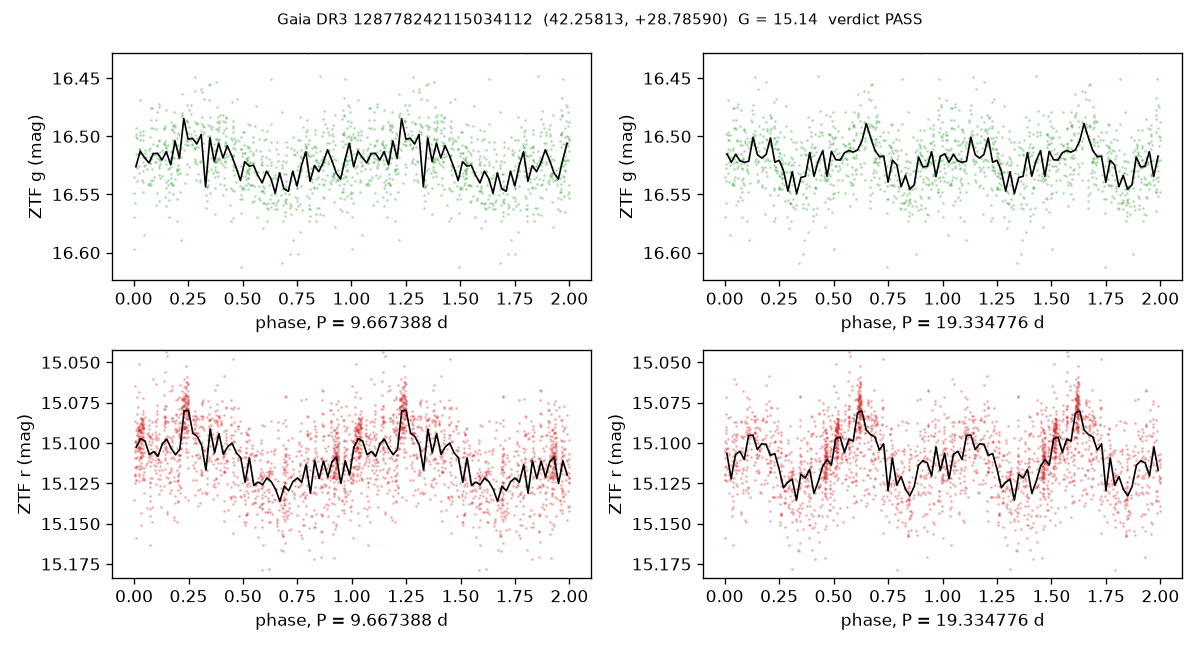 Gaia DR3 128778242115034112  (42.25813, +28.78590)  G = 15.14  verdict PASS
ZTF g (mag)
16.45
16.50
16.55
16.60
0.00 0.25 0.50 0.75 1.00 1.25 1.50 1.75 2.00
phase, P = 9.667388 d
ZTF g (mag)
16.45
16.50
16.55
16.60
0.00 0.25 0.50 0.75 1.00 1.25 1.50 1.75 2.00
phase, P = 19.334776 d
ZTF r (mag)
15.050
15.075
15.100
15.125
15.150
15.175
0.00 0.25 0.50 0.75 1.00 1.25 1.50 1.75 2.00
phase, P = 9.667388 d
ZTF r (mag)
15.050
15.075
15.100
15.125
15.150
15.175
0.00 0.25 0.50 0.75 1.00 1.25 1.50 1.75 2.00
phase, P = 19.334776 d